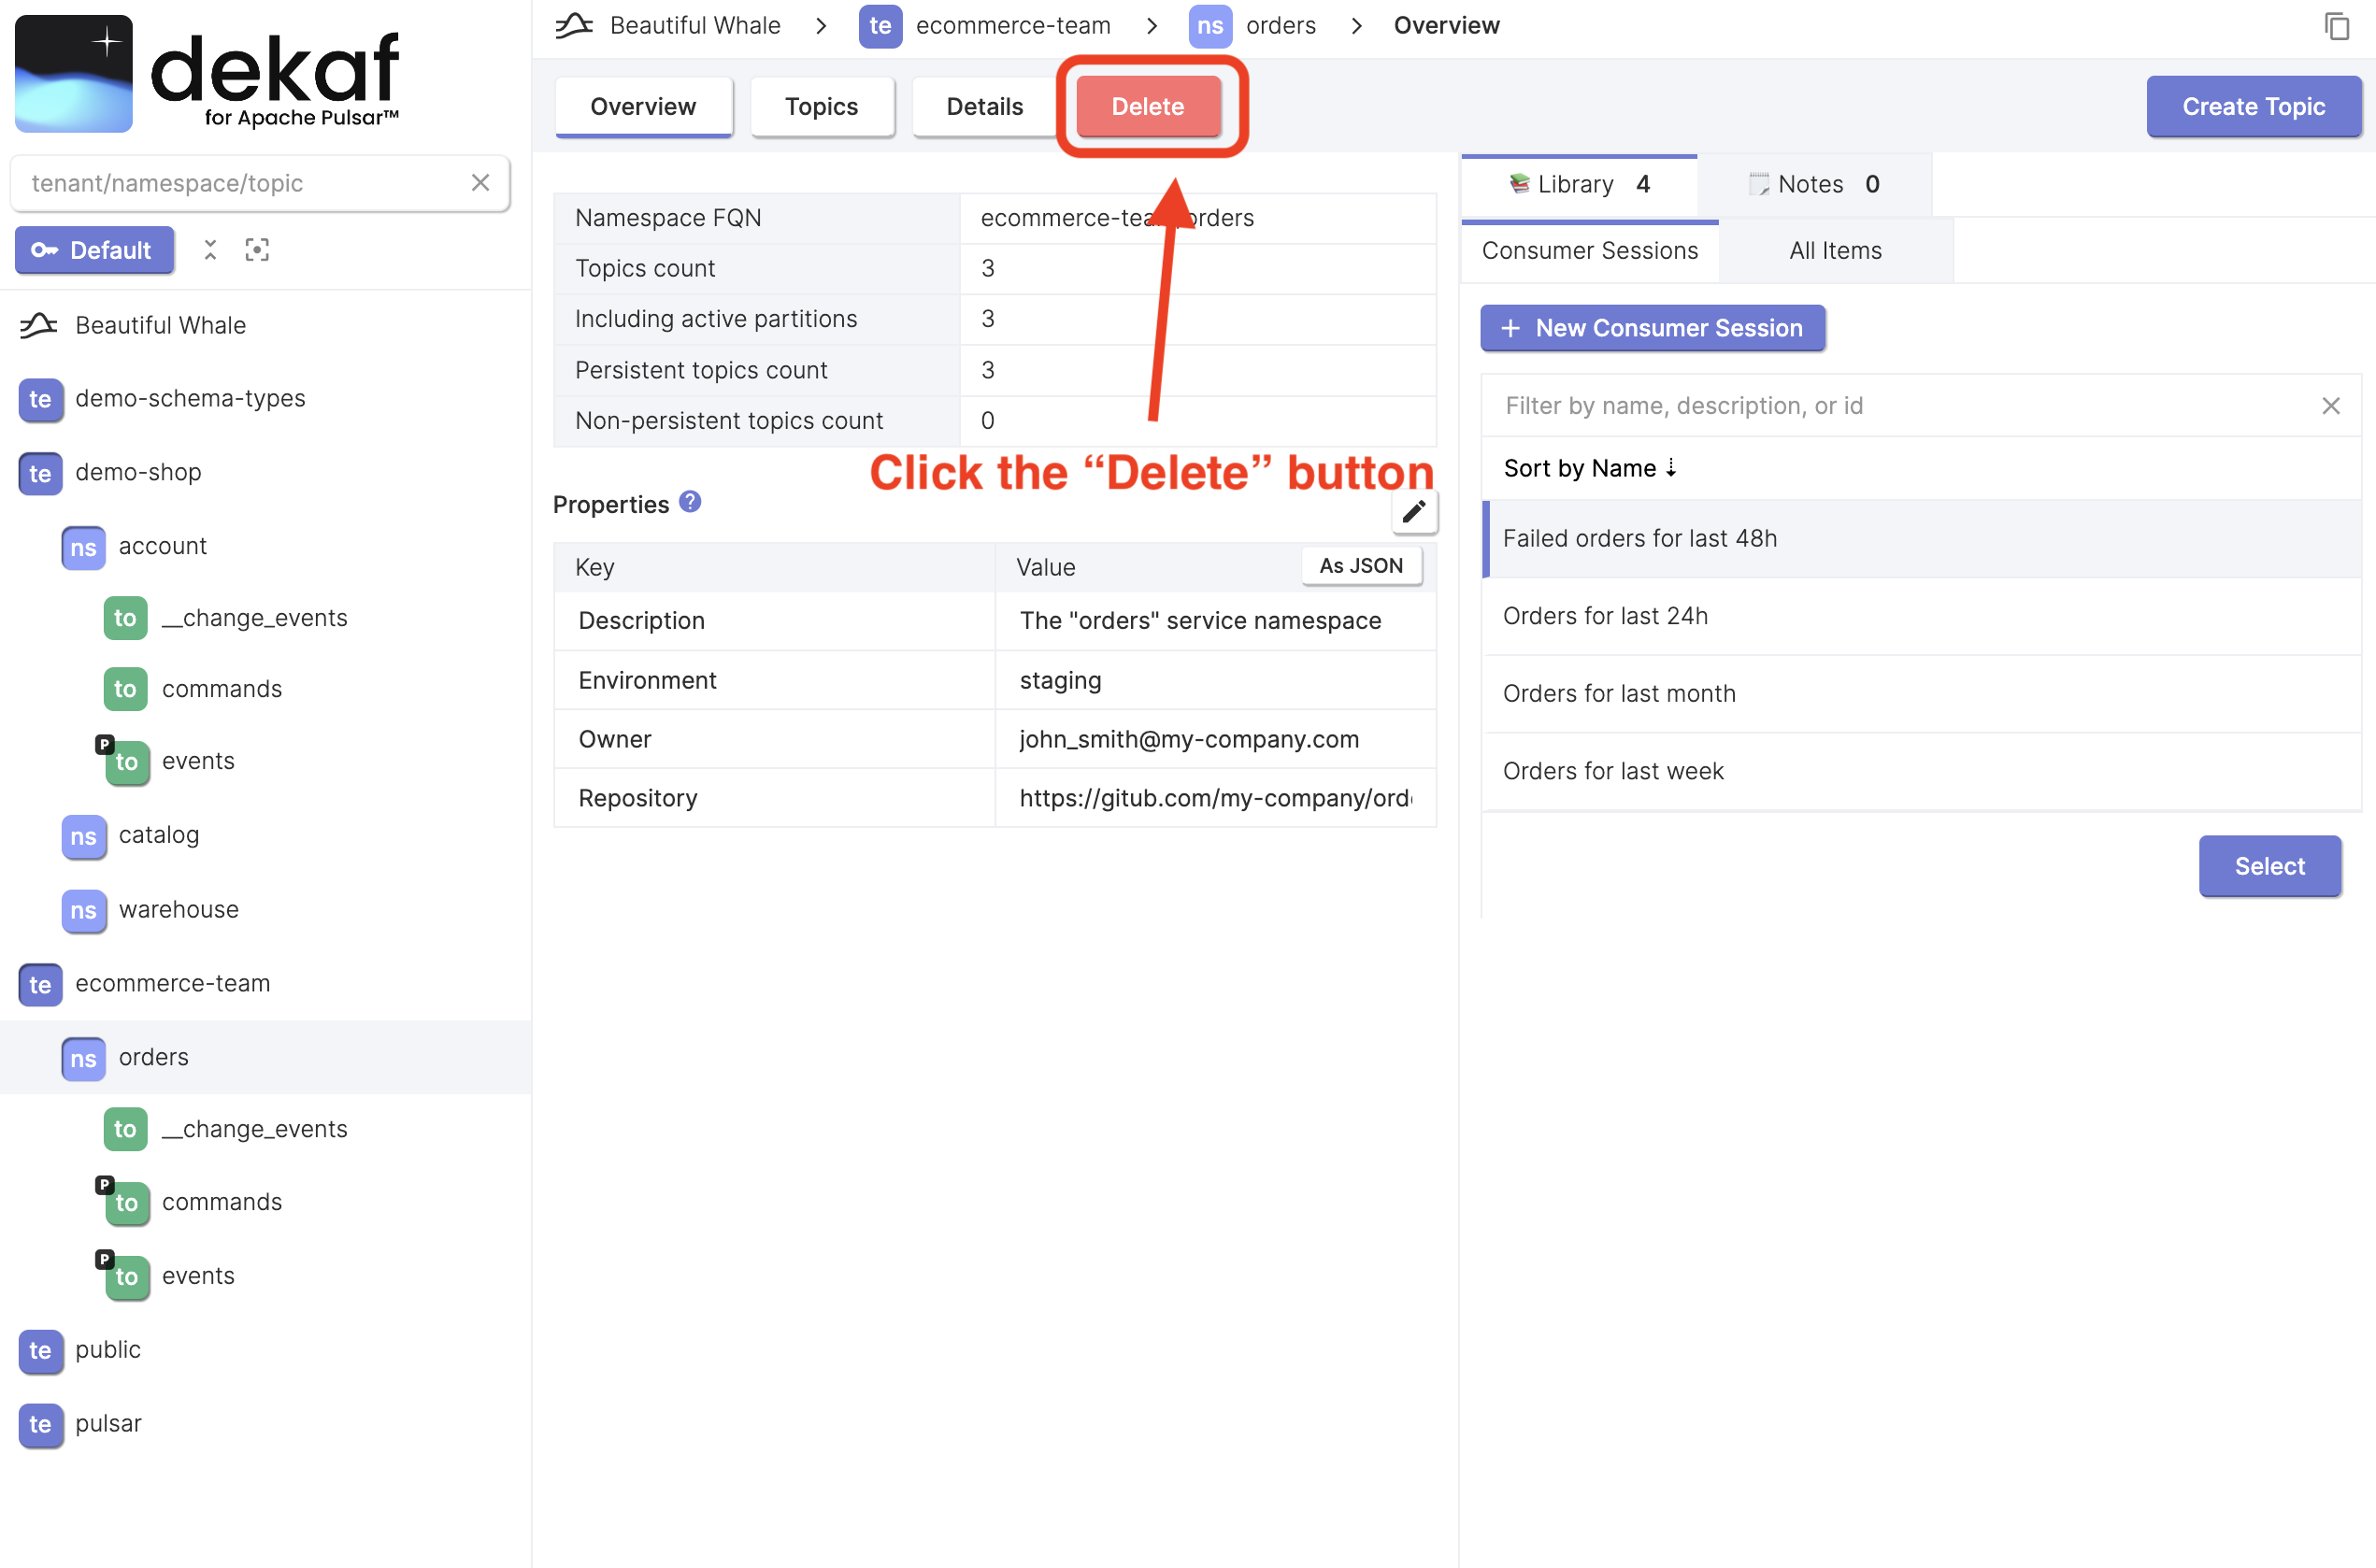 dekaf
for Apache Pulsar™
tenant/namespace/topic
Default
Beautiful Whale
te demo-schema-types
te demo-shop
ns account
to __change_events
to commands
P to events
ns catalog
ns warehouse
te ecommerce-team
ns orders
to __change_events
P to commands
P to events
te public
te pulsar
Beautiful Whale > te ecommerce-team > ns orders > Overview
Overview Topics Details Delete Create Topic
Namespace FQN
Topics count 3
Including active partitions 3
Persistent topics count 3
Non-persistent topics count 0
Click the “Delete” button
Properties ?
Key Value As JSON
Description The "orders" service namespace
Environment staging
Owner john_smith@my-company.com
Repository https://gitub.com/my-company/ord
Library 4 Notes 0
Consumer Sessions All Items
+ New Consumer Session
Filter by name, description, or id
Sort by Name ↓
Failed orders for last 48h
Orders for last 24h
Orders for last month
Orders for last week
Select